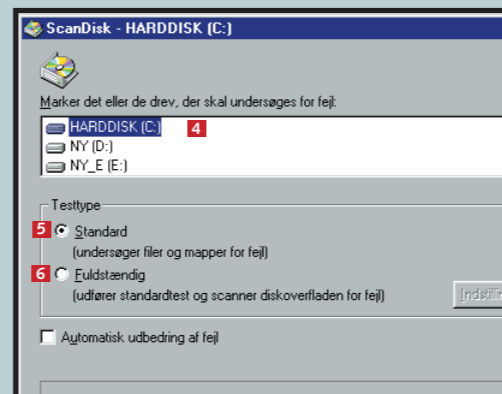 ScanDisk - HARDDISK (C:)
Marker det eller de drev, der skal undersøges for fejl:
HARDDISK (C:) 4
NY (D:)
NY_E (E:)
Testtype
5 Standard
(undersøger filer og mapper for fejl)
6 Fuldstændig
(udfører standardtest og scanner diskoverfladen for fejl)
Automatisk udbedring af fejl